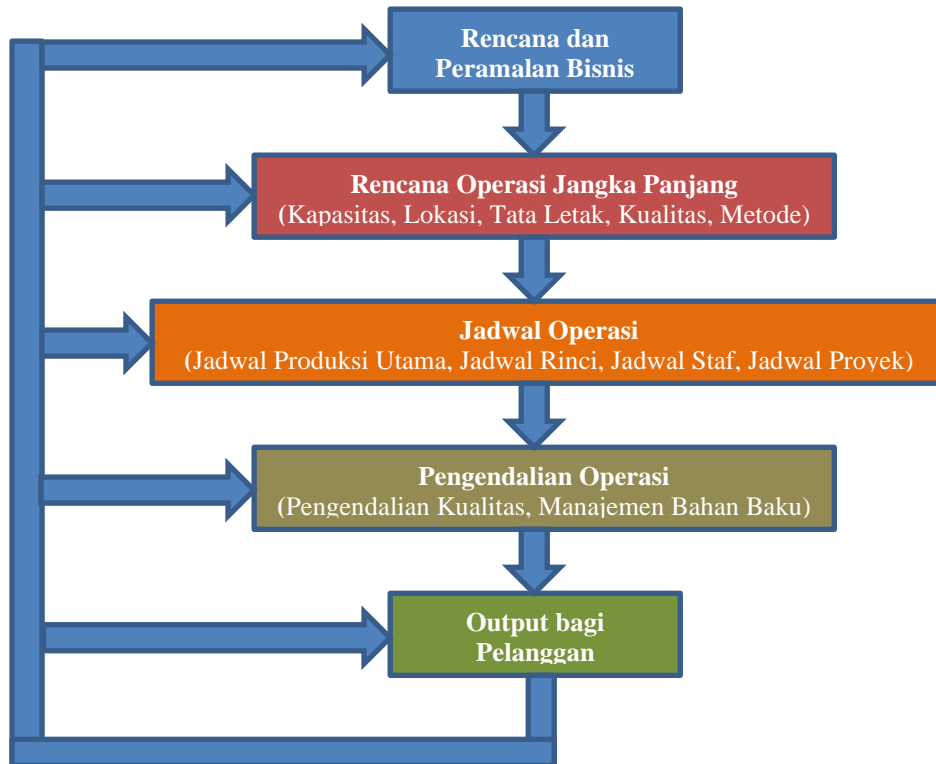 Rencana dan
Peramalan Bisnis
Rencana Operasi Jangka Panjang
(Kapasitas, Lokasi, Tata Letak, Kualitas, Metode)
Jadwal Operasi
(Jadwal Produksi Utama, Jadwal Rinci, Jadwal Staf, Jadwal Proyek)
Pengendalian Operasi
(Pengendalian Kualitas, Manajemen Bahan Baku)
Output bagi
Pelanggan